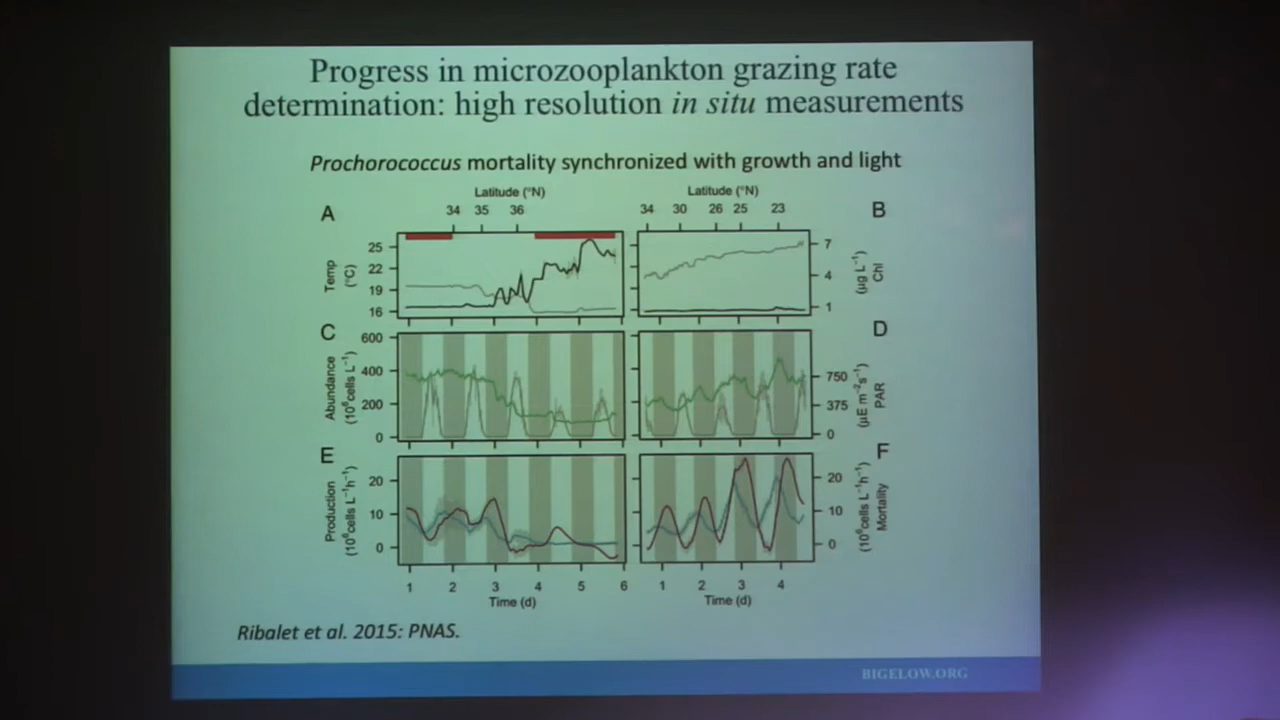 Progress in microzooplankton grazing rate
determination: high resolution in situ measurements
Prochorococcus mortality synchronized with growth and light
Latitude (°N)
Latitude (°N)
A
34 35 36
34 30 26 25 23
B
Temp
(°C)
25
22
19
16
7
4
1
(µg L⁻¹)
Chl
C
D
Abundance
(10⁶cells L⁻¹)
600
400
200
0
750
375
0
(µE m⁻²s⁻¹)
PAR
E
F
Production
(10⁶cells L⁻¹h⁻¹)
20
10
0
20
10
0
(10⁶cells L⁻¹h⁻¹)
Mortality
1 2 3 4 5 6
1 2 3 4
Time (d)
Time (d)
Ribalet et al. 2015: PNAS.
BIGELOW.ORG